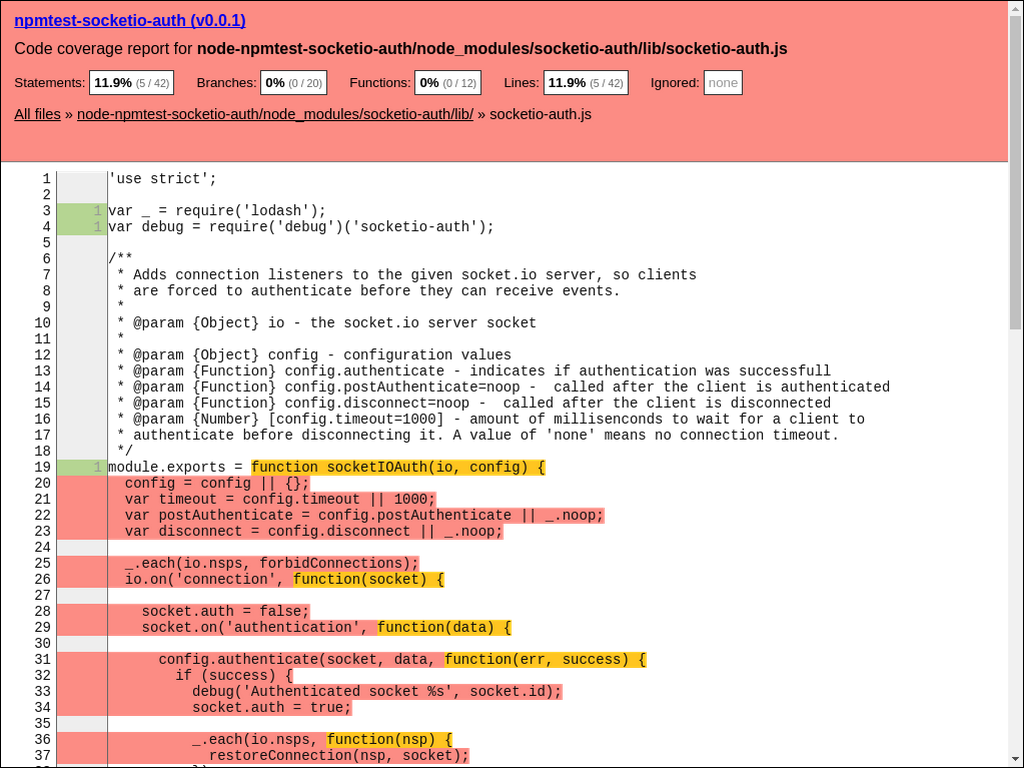 npmtest-socketio-auth (v0.0.1)
Code coverage report for node-npmtest-socketio-auth/node_modules/socketio-auth/lib/socketio-auth.js
Statements: 11.9% (5 / 42) Branches: 0% (0 / 20) Functions: 0% (0 / 12) Lines: 11.9% (5 / 42) Ignored: none
All files » node-npmtest-socketio-auth/node_modules/socketio-auth/lib/ » socketio-auth.js
1 'use strict';
2
3 1 var _ = require('lodash');
4 1 var debug = require('debug')('socketio-auth');
5
6 /**
7  * Adds connection listeners to the given socket.io server, so clients
8  * are forced to authenticate before they can receive events.
9  *
10  * @param {Object} io - the socket.io server socket
11  *
12  * @param {Object} config - configuration values
13  * @param {Function} config.authenticate - indicates if authentication was successfull
14  * @param {Function} config.postAuthenticate=noop -  called after the client is authenticated
15  * @param {Function} config.disconnect=noop -  called after the client is disconnected
16  * @param {Number} [config.timeout=1000] - amount of millisenconds to wait for a client to
17  * authenticate before disconnecting it. A value of 'none' means no connection timeout.
18  */
19 1 module.exports = function socketIOAuth(io, config) {
20   config = config || {};
21   var timeout = config.timeout || 1000;
22   var postAuthenticate = config.postAuthenticate || _.noop;
23   var disconnect = config.disconnect || _.noop;
24
25   _.each(io.nsps, forbidConnections);
26   io.on('connection', function(socket) {
27
28     socket.auth = false;
29     socket.on('authentication', function(data) {
30
31       config.authenticate(socket, data, function(err, success) {
32         if (success) {
33           debug('Authenticated socket %s', socket.id);
34           socket.auth = true;
35
36           _.each(io.nsps, function(nsp) {
37             restoreConnection(nsp, socket);